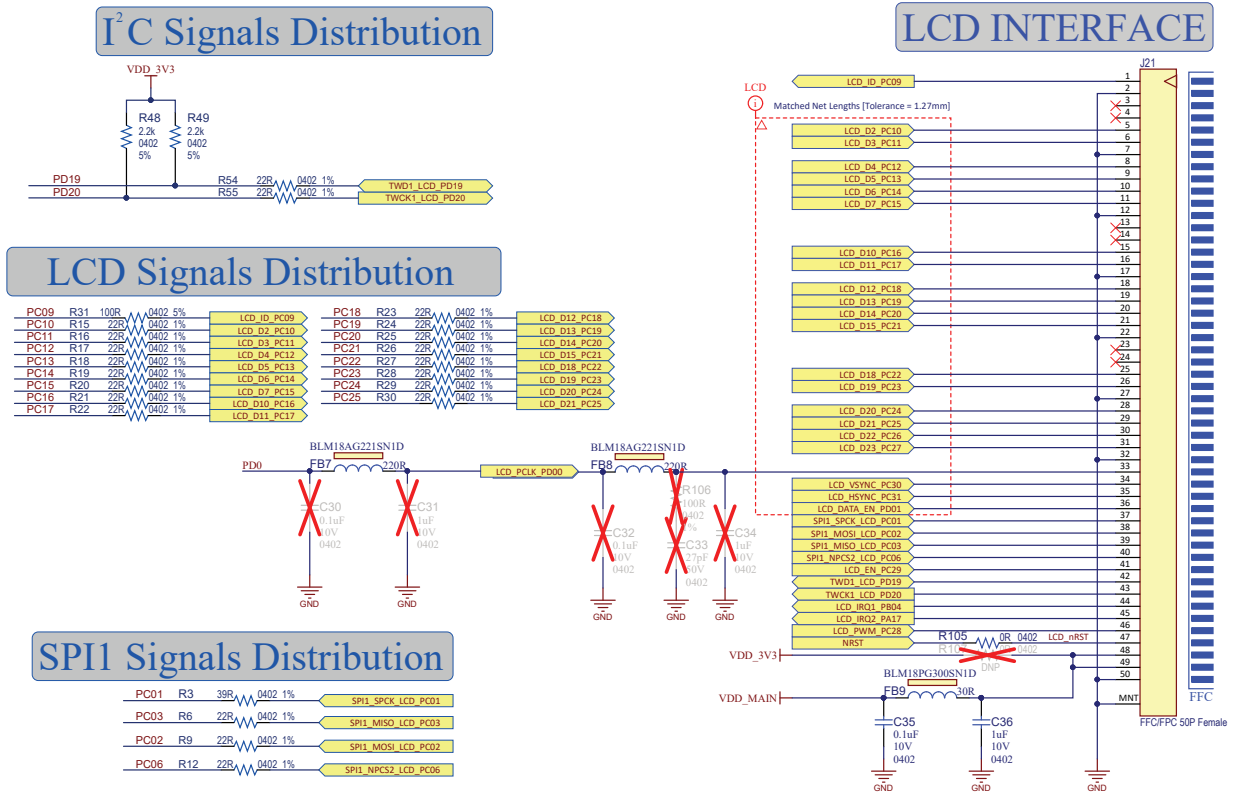 I²C Signals Distribution
VDD_3V3
R48
2.2k
0402
5%
R49
2.2k
0402
5%
PD19
R54 22R 0402 1%
TWD1_LCD_PD19
PD20
R55 22R 0402 1%
TWCK1_LCD_PD20
LCD Signals Distribution
PC09 R31 100R 0402 5% LCD_ID_PC09
PC10 R15 22R 0402 1% LCD_D2_PC10
PC11 R16 22R 0402 1% LCD_D3_PC11
PC12 R17 22R 0402 1% LCD_D4_PC12
PC13 R18 22R 0402 1% LCD_D5_PC13
PC14 R19 22R 0402 1% LCD_D6_PC14
PC15 R20 22R 0402 1% LCD_D7_PC15
PC16 R21 22R 0402 1% LCD_D10_PC16
PC17 R22 22R 0402 1% LCD_D11_PC17
PC18 R23 22R 0402 1% LCD_D12_PC18
PC19 R24 22R 0402 1% LCD_D13_PC19
PC20 R25 22R 0402 1% LCD_D14_PC20
PC21 R26 22R 0402 1% LCD_D15_PC21
PC22 R27 22R 0402 1% LCD_D18_PC22
PC23 R28 22R 0402 1% LCD_D19_PC23
PC24 R29 22R 0402 1% LCD_D20_PC24
PC25 R30 22R 0402 1% LCD_D21_PC25
PD0
BLM18AG221SN1D
FB7 220R
LCD_PCLK_PD00
BLM18AG221SN1D
FB8 220R
C30
0.1uF
10V
0402
GND
C31
1uF
10V
0402
GND
C32
0.1uF
10V
0402
GND
R106
100R
0402
1%
C33
27pF
50V
0402
GND
C34
1uF
10V
0402
GND
SPI1 Signals Distribution
PC01 R3 39R 0402 1% SPI1_SPCK_LCD_PC01
PC03 R6 22R 0402 1% SPI1_MISO_LCD_PC03
PC02 R9 22R 0402 1% SPI1_MOSI_LCD_PC02
PC06 R12 22R 0402 1% SPI1_NPCS2_LCD_PC06
LCD INTERFACE
J21
LCD
i
Matched Net Lengths [Tolerance = 1.27mm]
LCD_ID_PC09 1
2
3
4
LCD_D2_PC10 5
LCD_D3_PC11 6
7
LCD_D4_PC12 8
LCD_D5_PC13 9
LCD_D6_PC14 10
LCD_D7_PC15 11
12
13
14
LCD_D10_PC16 15
LCD_D11_PC17 16
17
LCD_D12_PC18 18
LCD_D13_PC19 19
LCD_D14_PC20 20
LCD_D15_PC21 21
22
23
24
LCD_D18_PC22 25
LCD_D19_PC23 26
27
LCD_D20_PC24 28
LCD_D21_PC25 29
LCD_D22_PC26 30
LCD_D23_PC27 31
32
33
LCD_VSYNC_PC30 34
LCD_HSYNC_PC31 35
LCD_DATA_EN_PD01 36
SPI1_SPCK_LCD_PC01 37
SPI1_MOSI_LCD_PC02 38
SPI1_MISO_LCD_PC03 39
SPI1_NPCS2_LCD_PC06 40
LCD_EN_PC29 41
TWD1_LCD_PD19 42
TWCK1_LCD_PD20 43
LCD_IRQ1_PB04 44
LCD_IRQ2_PA17 45
LCD_PWM_PC28 46
NRST R105 0R 0402 LCD_nRST 47
VDD_3V3 0402 48
DNP
49
50
MNT
VDD_MAIN
BLM18PG300SN1D
FB9 30R
C35
0.1uF
10V
0402
GND
C36
1uF
10V
0402
GND
GND
FFC
FFC/FPC 50P Female